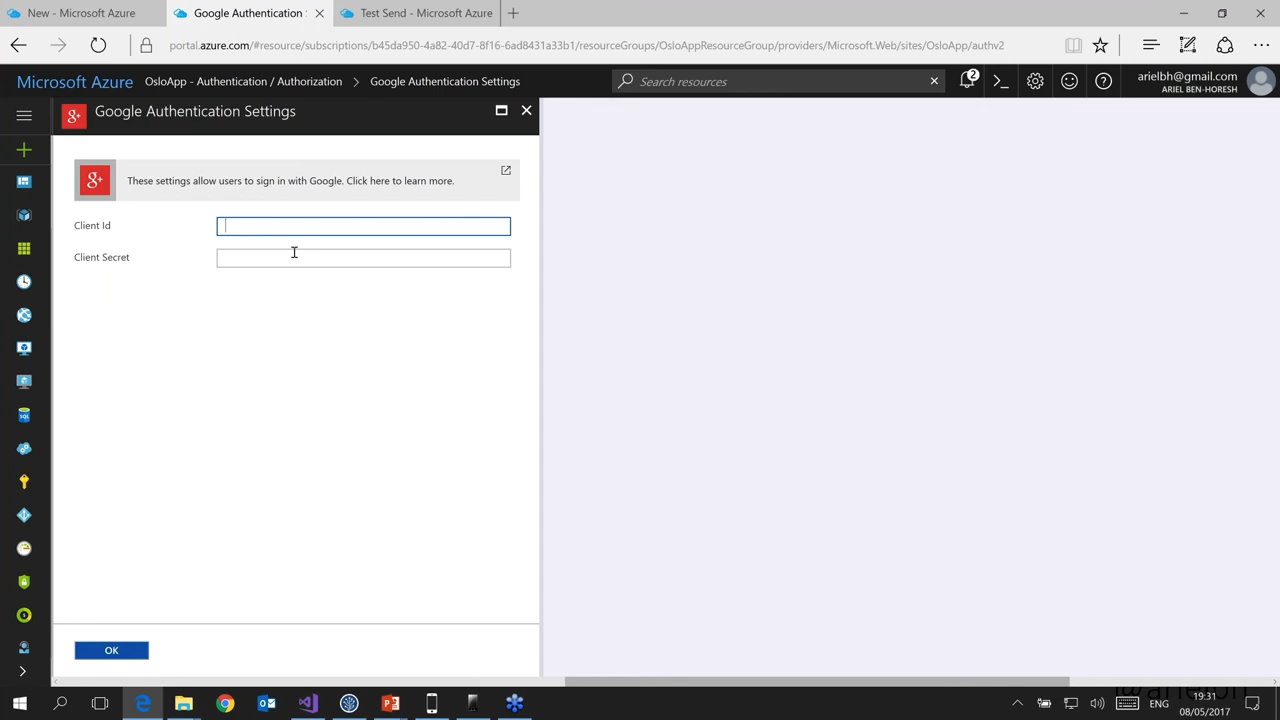 New - Microsoft Azure
Google Authentication
Test Send - Microsoft Azure
portal.azure.com/#resource/subscriptions/b45da950-4a82-40d7-8f16-6ad8431a33b1/resourceGroups/OsloAppResourceGroup/providers/Microsoft.Web/sites/OsloApp/authv2
Microsoft Azure OsloApp - Authentication / Authorization > Google Authentication Settings
Search resources
2
arielbh@gmail.com
ARIEL BEN-HORESH
g+ Google Authentication Settings
g+ These settings allow users to sign in with Google. Click here to learn more.
Client Id
Client Secret
SQL
OK
@arielbh
ENG
19:31
08/05/2017